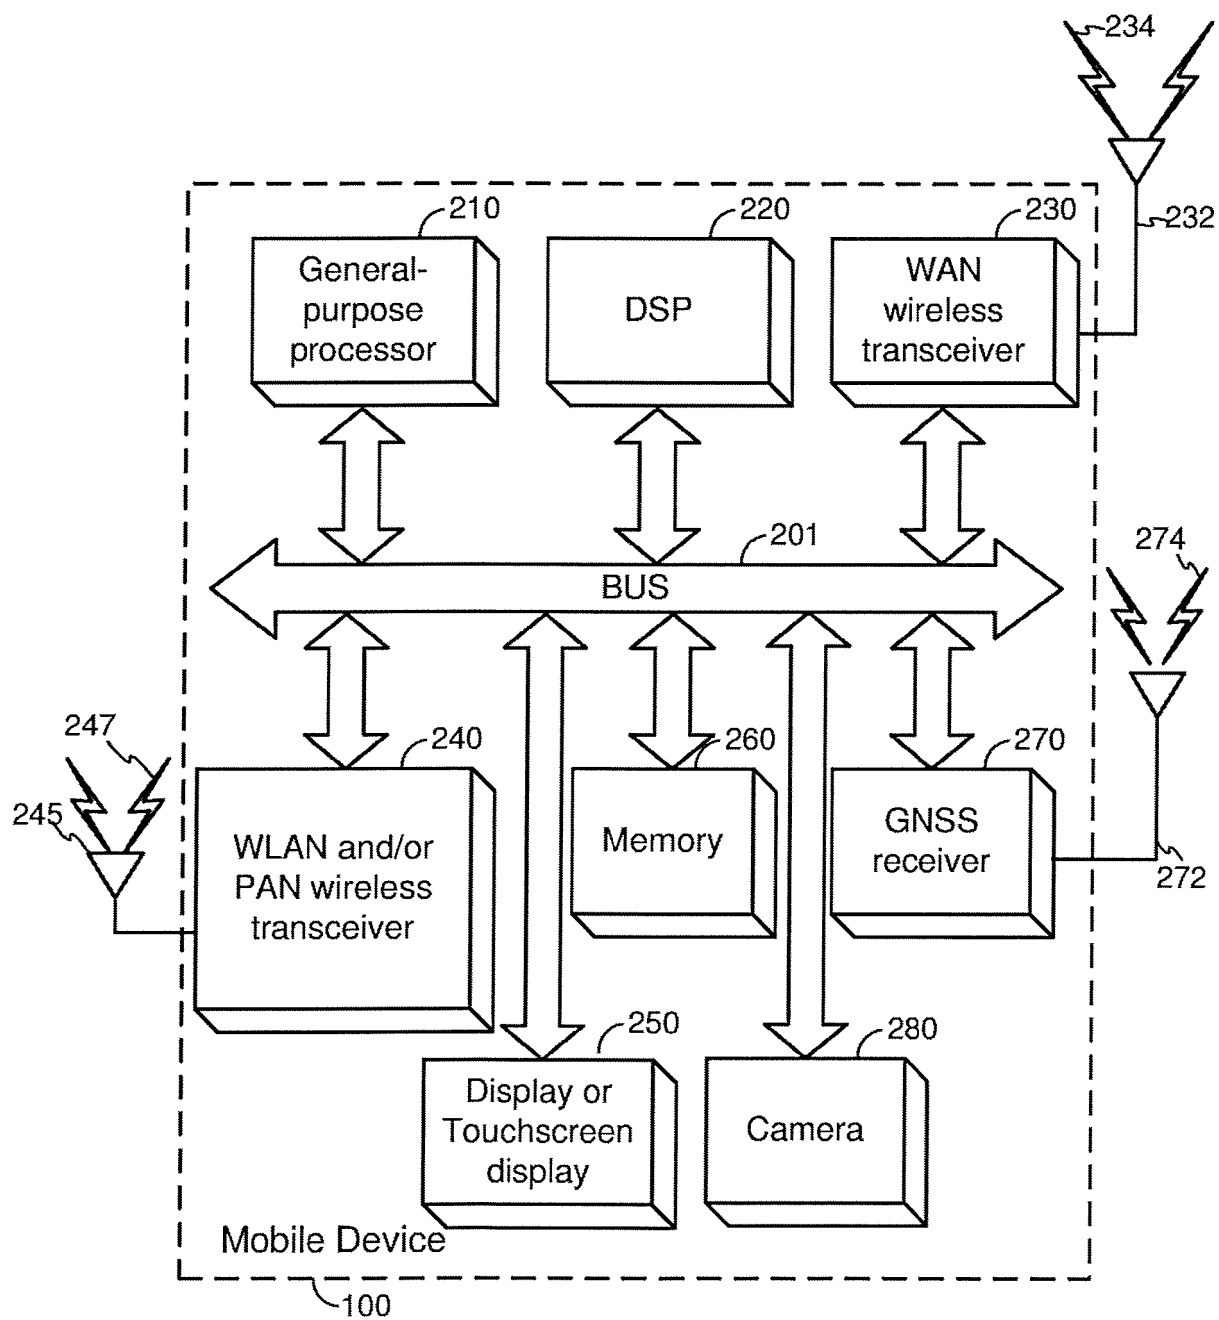 234
210
220
230
232
General-
purpose
processor
DSP
WAN
wireless
transceiver
201
BUS
274
247
240
260
270
245
WLAN and/or
PAN wireless
transceiver
Memory
GNSS
receiver
272
250
280
Display or
Touchscreen
display
Camera
Mobile Device
100